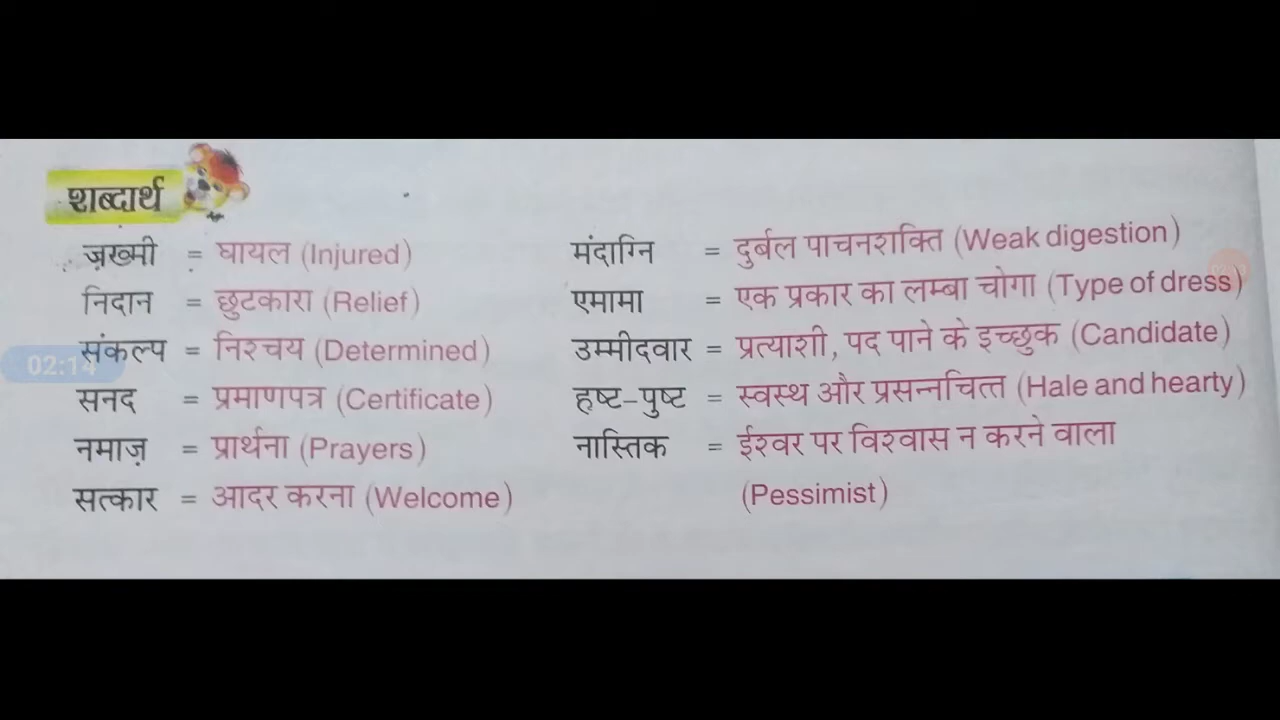 शब्दार्थ
ज़ख्मी = घायल (Injured)
निदान = छुटकारा (Relief)
संकल्प = निश्चय (Determined)
सनद = प्रमाणपत्र (Certificate)
नमाज़ = प्रार्थना (Prayers)
सत्कार = आदर करना (Welcome)
मंदाग्नि = दुर्बल पाचनशक्ति (Weak digestion)
एमामा = एक प्रकार का लम्बा चोगा (Type of dress)
उम्मीदवार = प्रत्याशी, पद पाने के इच्छुक (Candidate)
हृष्ट-पुष्ट = स्वस्थ और प्रसन्नचित्त (Hale and hearty)
नास्तिक = ईश्वर पर विश्वास न करने वाला
(Pessimist)
02:14